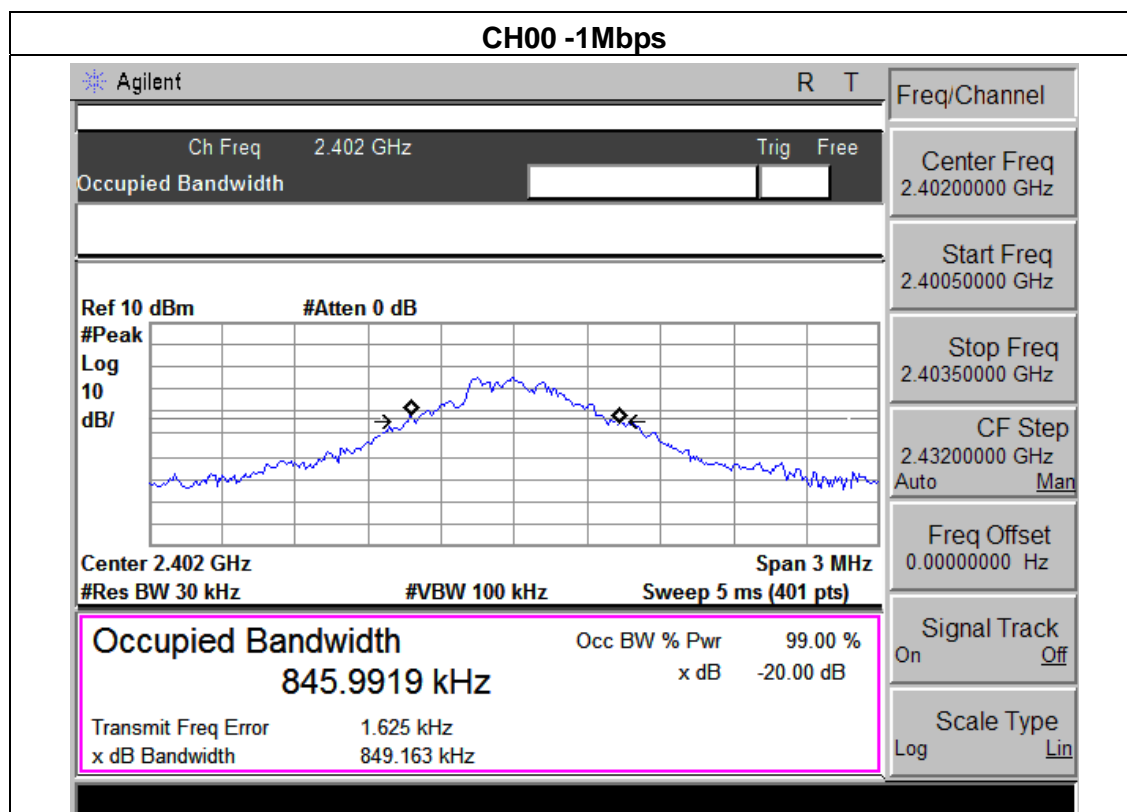 CH00 -1Mbps
Agilent R T
Ch Freq 2.402 GHz Trig Free
Occupied Bandwidth
Ref 10 dBm #Atten 0 dB
#Peak
Log
10
dB/
Center 2.402 GHz Span 3 MHz
#Res BW 30 kHz #VBW 100 kHz Sweep 5 ms (401 pts)
Occupied Bandwidth Occ BW % Pwr 99.00 %
845.9919 kHz x dB -20.00 dB
Transmit Freq Error 1.625 kHz
x dB Bandwidth 849.163 kHz
Freq/Channel
Center Freq
2.40200000 GHz
Start Freq
2.40050000 GHz
Stop Freq
2.40350000 GHz
CF Step
2.43200000 GHz
Auto Man
Freq Offset
0.00000000 Hz
Signal Track
On Off
Scale Type
Log Lin